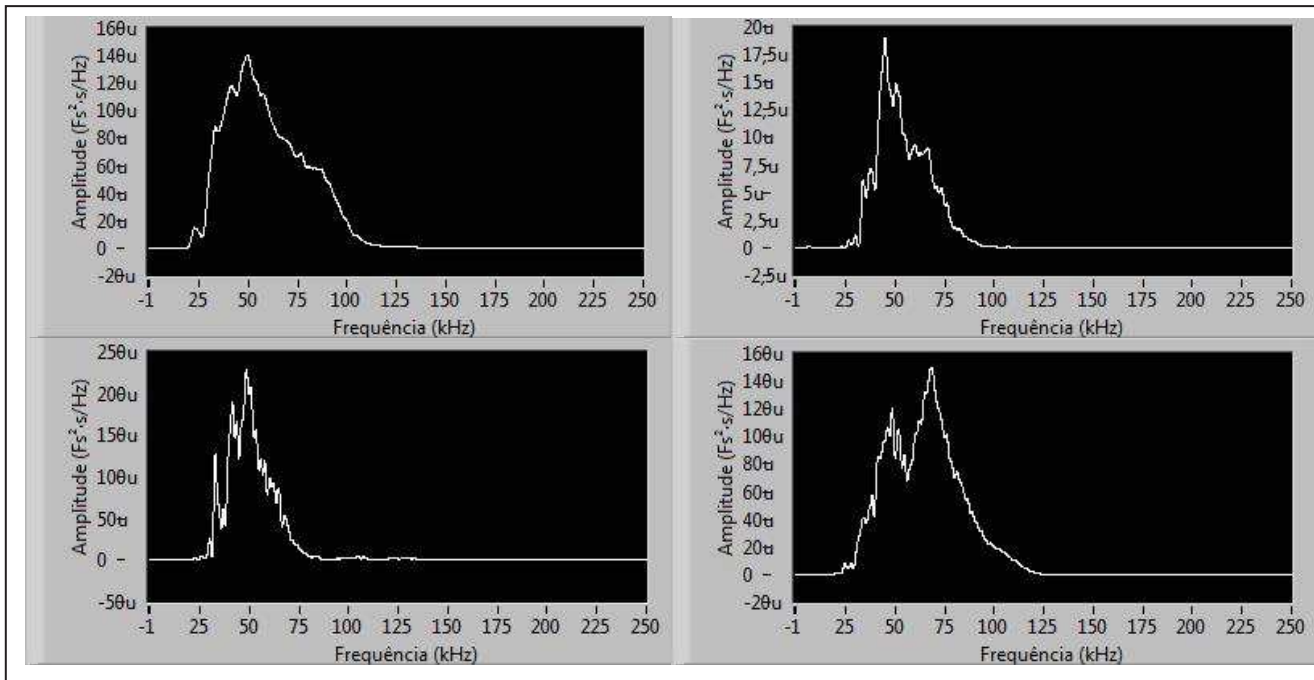 Amplitude (Fs²·s/Hz)
160u
140u
120u
100u
80u
60u
40u
20u
0
-20u
-1 25 50 75 100 125 150 175 200 225 250
Frequência (kHz)
Amplitude (Fs²·s/Hz)
20u
17,5u
15u
12,5u
10u
7,5u
5u
2,5u
0
-2,5u
-1 25 50 75 100 125 150 175 200 225 250
Frequência (kHz)
Amplitude (Fs²·s/Hz)
250u
200u
150u
100u
50u
0
-50u
-1 25 50 75 100 125 150 175 200 225 250
Frequência (kHz)
Amplitude (Fs²·s/Hz)
160u
140u
120u
100u
80u
60u
40u
20u
0
-20u
-1 25 50 75 100 125 150 175 200 225 250
Frequência (kHz)